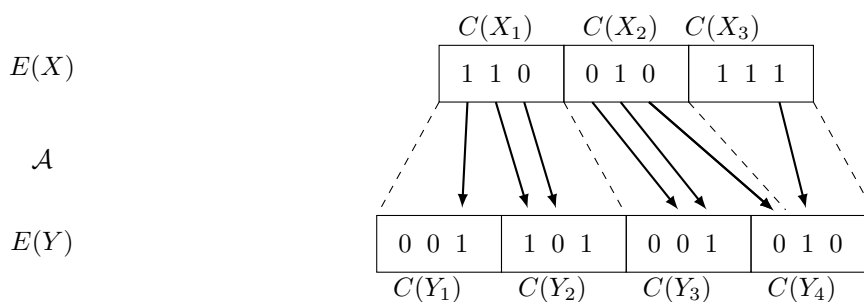 C(X₁) C(X₂) C(X₃)
E(X) 1 1 0 0 1 0 1 1 1
𝒜
E(Y) 0 0 1 1 0 1 0 0 1 0 1 0
C(Y₁) C(Y₂) C(Y₃) C(Y₄)